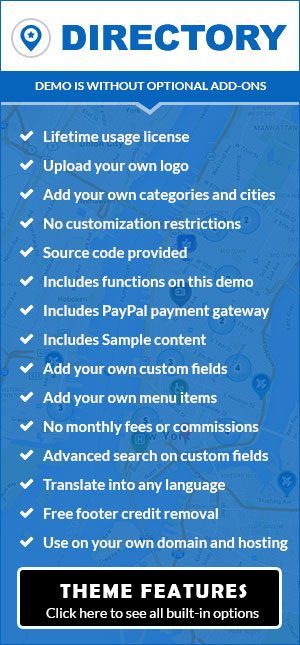 DIRECTORY
DEMO IS WITHOUT OPTIONAL ADD-ONS
Lifetime usage license
Upload your own logo
Add your own categories and cities
No customization restrictions
Source code provided
Includes functions on this demo
Includes PayPal payment gateway
Includes Sample content
Add your own custom fields
Add your own menu items
No monthly fees or commissions
Advanced search on custom fields
Translate into any language
Free footer credit removal
Use on your own domain and hosting
THEME FEATURES
Click here to see all built-in options